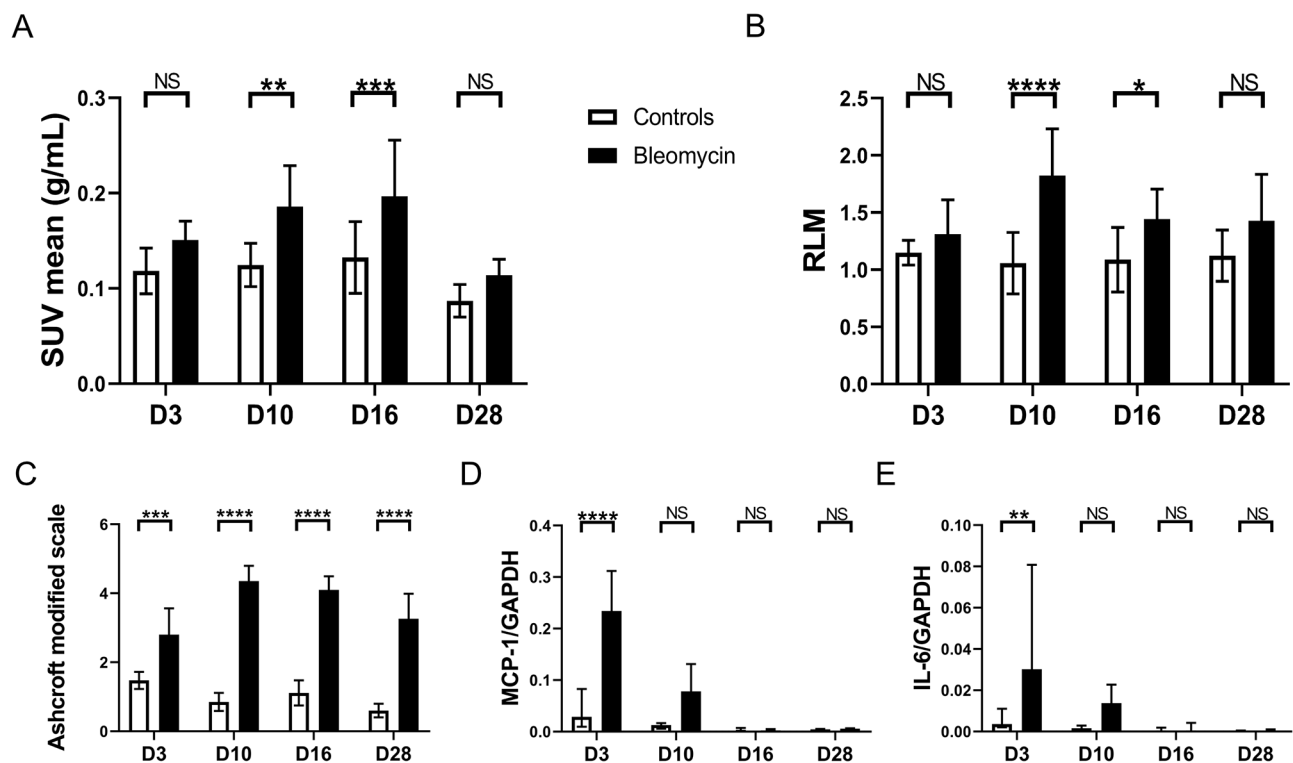 A
B
NS
**
***
NS
SUV mean (g/mL)
0.3
0.2
0.1
0.0
D3
D10
D16
D28
Controls
Bleomycin
NS
****
*
NS
RLM
2.5
2.0
1.5
1.0
0.5
0.0
D3
D10
D16
D28
C
D
E
***
****
****
****
Ashcroft modified scale
6
4
2
0
D3
D10
D16
D28
****
NS
NS
NS
MCP-1/GAPDH
0.4
0.3
0.2
0.1
0.0
D3
D10
D16
D28
**
NS
NS
NS
IL-6/GAPDH
0.10
0.08
0.06
0.04
0.02
0.00
D3
D10
D16
D28